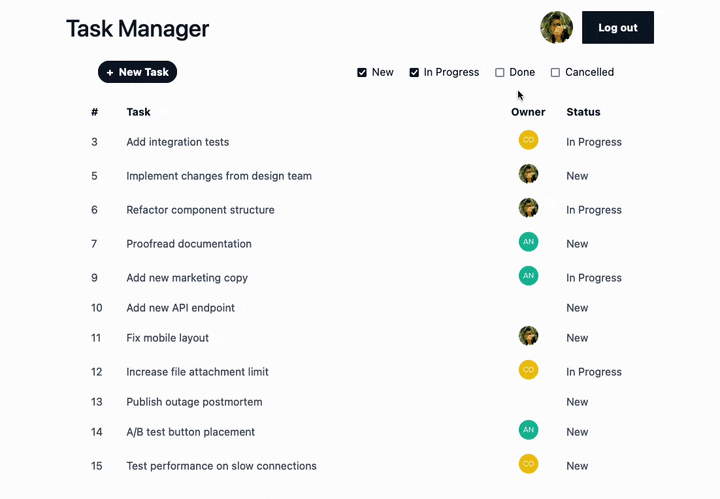 Task Manager
Log out
+ New Task
New In Progress Done Cancelled
# Task Owner Status
3 Add integration tests CO In Progress
5 Implement changes from design team New
6 Refactor component structure In Progress
7 Proofread documentation AN New
9 Add new marketing copy AN In Progress
10 Add new API endpoint New
11 Fix mobile layout New
12 Increase file attachment limit CO In Progress
13 Publish outage postmortem New
14 A/B test button placement AN New
15 Test performance on slow connections CO New